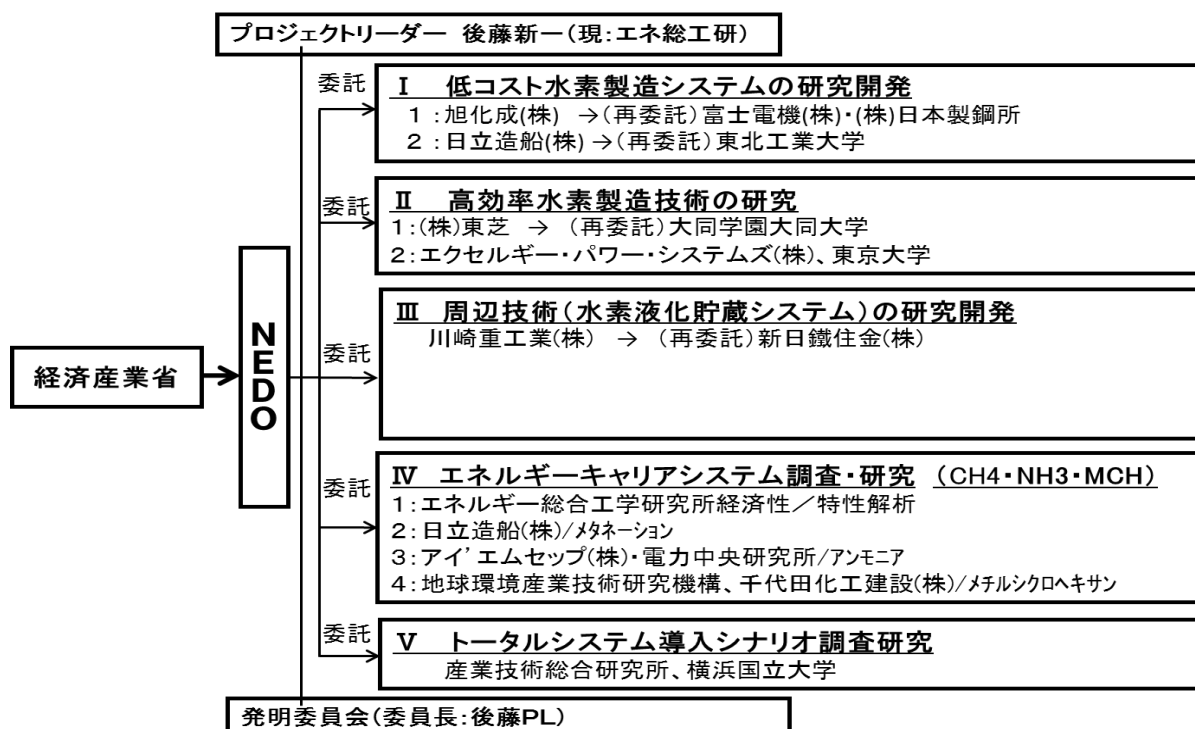 プロジェクトリーダー 後藤新一(現:エネ総工研)
委託
Ⅰ 低コスト水素製造システムの研究開発
1:旭化成(株) →(再委託)富士電機(株)・(株)日本製鋼所
2:日立造船(株)→(再委託)東北工業大学
委託
Ⅱ 高効率水素製造技術の研究
1:(株)東芝 → (再委託)大同学園大同大学
2:エクセルギー・パワー・システムズ(株)、東京大学
経済産業省
NEDO
委託
Ⅲ 周辺技術(水素液化貯蔵システム)の研究開発
川崎重工業(株) → (再委託)新日鐵住金(株)
委託
Ⅳ エネルギーキャリアシステム調査・研究 (CH4・NH3・MCH)
1:エネルギー総合工学研究所経済性/特性解析
2:日立造船(株)/メタネーション
3:アイ'エムセップ(株)・電力中央研究所/アンモニア
4:地球環境産業技術研究機構、千代田化工建設(株)/メチルシクロヘキサン
委託
Ⅴ トータルシステム導入シナリオ調査研究
産業技術総合研究所、横浜国立大学
発明委員会(委員長:後藤PL)